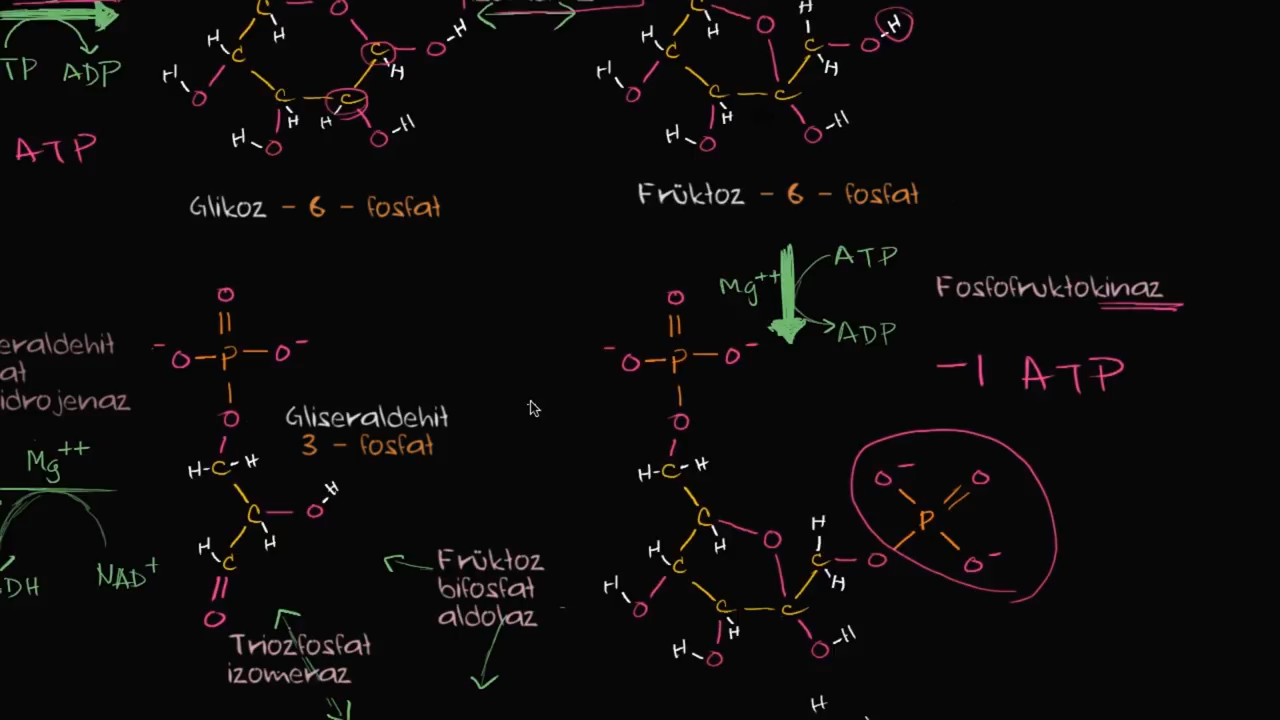 TP
ADP
ATP
Glikoz - 6 - fosfat
Früktoz - 6 - fosfat
Mg++
ATP
ADP
Fosfofruktokinaz
-1 ATP
eraldehit
at
idrojenaz
Mg++
DH
NAD+
Gliseraldehit
3 - fosfat
Früktoz
bifosfat
aldolaz
Triozfosfat
izomeraz